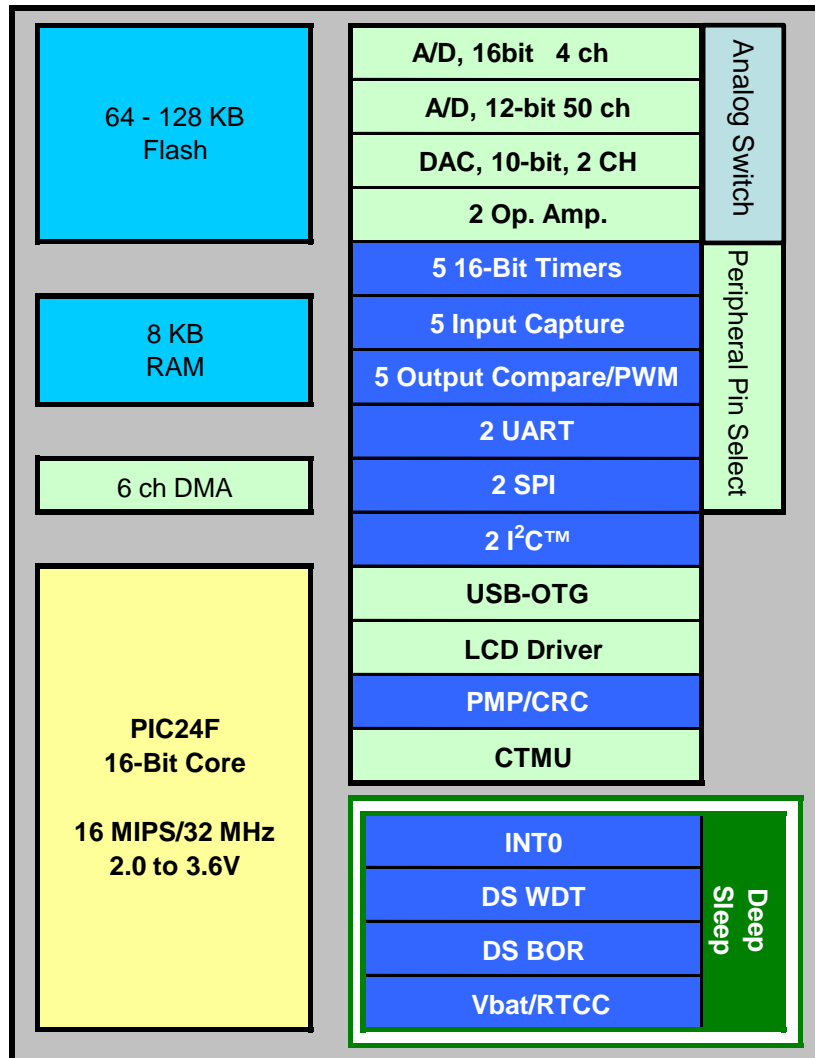 64 - 128 KB
Flash
8 KB
RAM
6 ch DMA
PIC24F
16-Bit Core
16 MIPS/32 MHz
2.0 to 3.6V
A/D, 16bit   4 ch
A/D, 12-bit 50 ch
DAC, 10-bit, 2 CH
2 Op. Amp.
5 16-Bit Timers
5 Input Capture
5 Output Compare/PWM
2 UART
2 SPI
2 I²C™
USB-OTG
LCD Driver
PMP/CRC
CTMU
Analog Switch
Peripheral Pin Select
INT0
DS WDT
DS BOR
Vbat/RTCC
Deep
Sleep